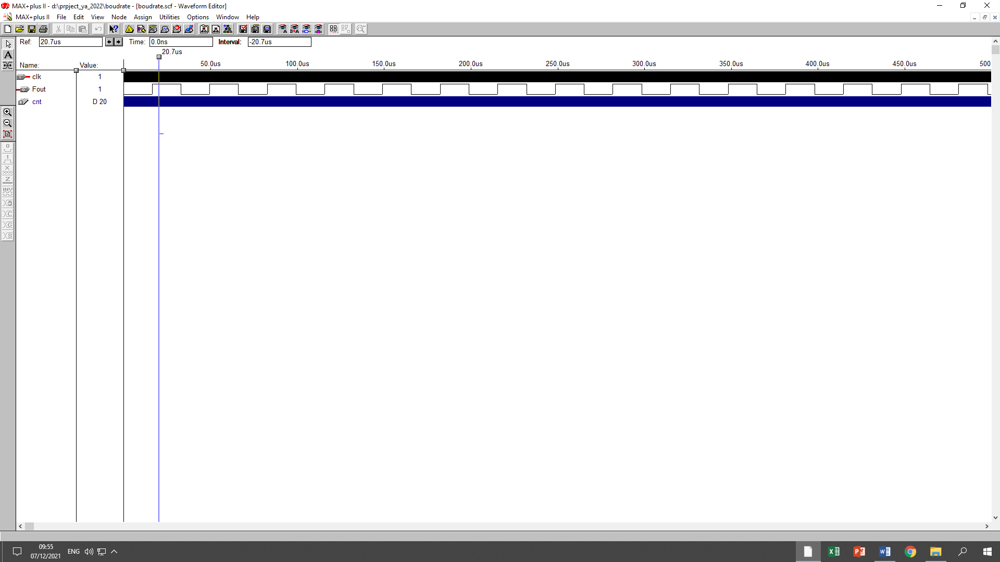 MAX+plus II - d:\prpject_ya_2022\boudrate - [boudrate.scf - Waveform Editor]
MAX+plus II File Edit View Node Assign Utilities Options Window Help
Ref: 20.7us Time: 0.0ns Interval: -20.7us
20.7us
Name: Value: 50.0us 100.0us 150.0us 200.0us 250.0us 300.0us 350.0us 400.0us 450.0us 500
clk 1
Fout 1
cnt D 20
09:55
ENG
07/12/2021